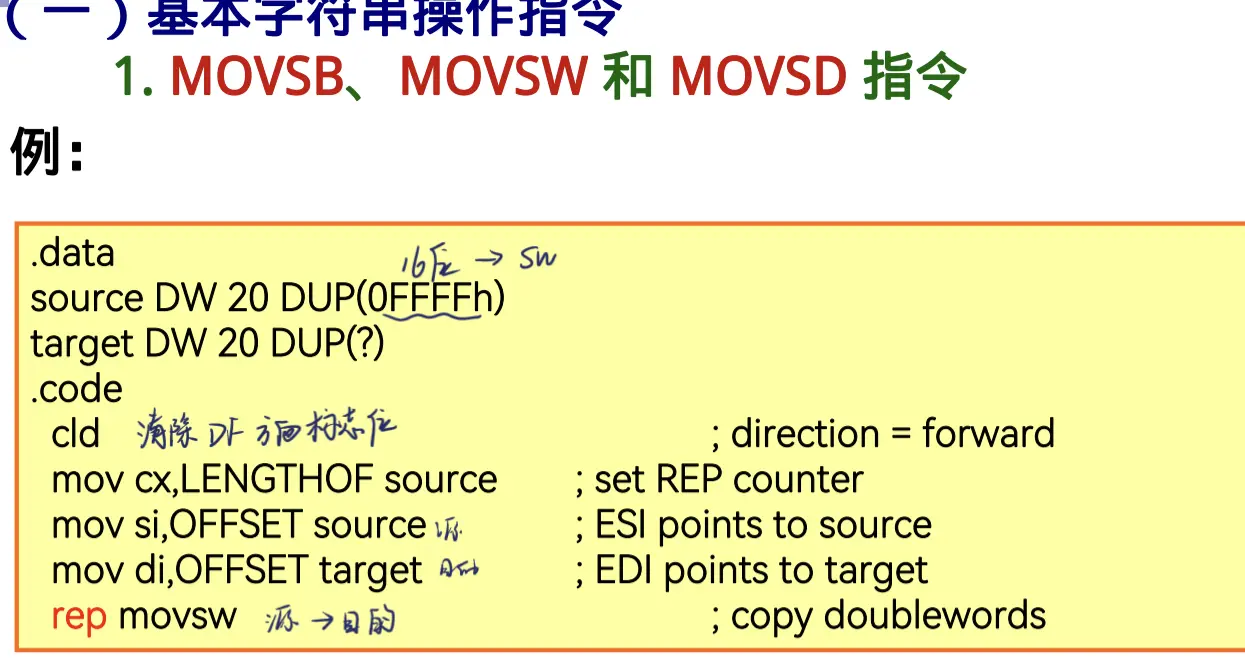 （一）基本字符串操作指令
1. MOVSB、MOVSW 和 MOVSD 指令
例：
.data
16位 → SW
source DW 20 DUP(0FFFFh)
target DW 20 DUP(?)
.code
cld 清除 DF 方向标志位 ; direction = forward
mov cx,LENGTHOF source ; set REP counter
mov si,OFFSET source 源 ; ESI points to source
mov di,OFFSET target 目的 ; EDI points to target
rep movsw 源 → 目的 ; copy doublewords